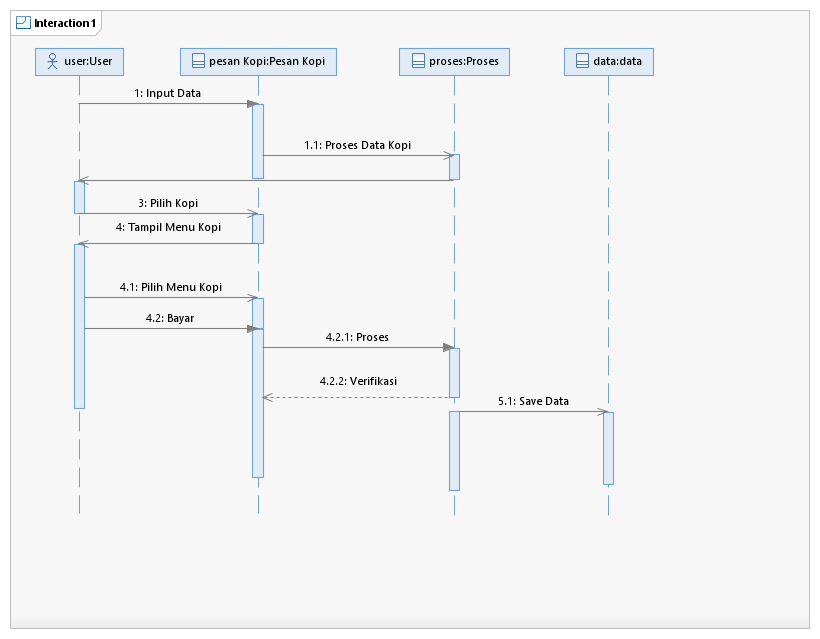 Interaction1
user:User
pesan Kopi:Pesan Kopi
proses:Proses
data:data
1: Input Data
1.1: Proses Data Kopi
3: Pilih Kopi
4: Tampil Menu Kopi
4.1: Pilih Menu Kopi
4.2: Bayar
4.2.1: Proses
4.2.2: Verifikasi
5.1: Save Data